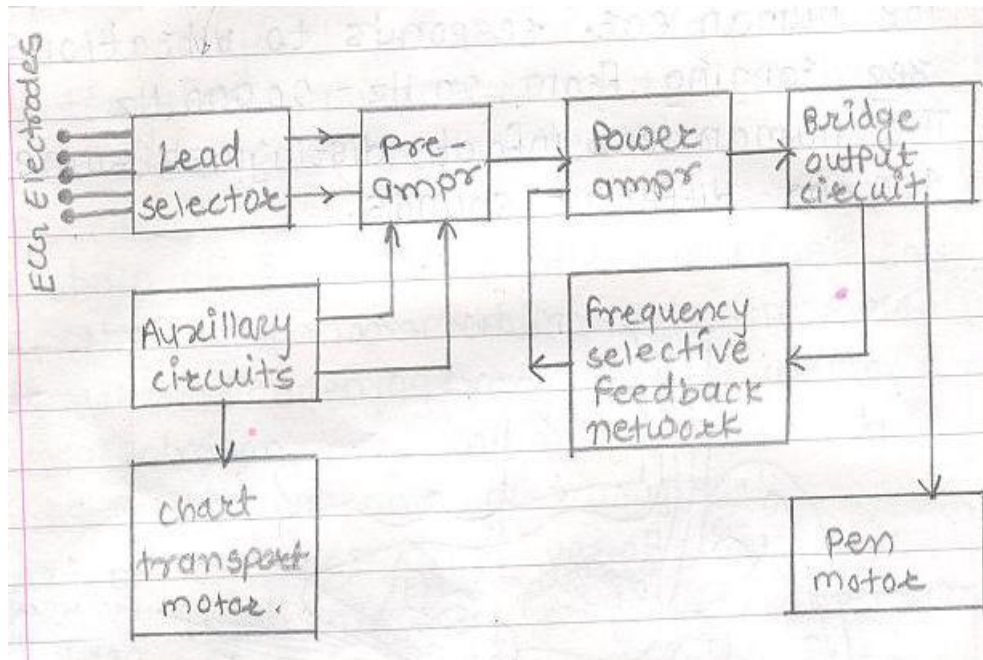 ECG Electrodes
Lead
selector
Pre-
ampr
Power
ampr
Bridge
output
circuit
Auxillary
circuits
Frequency
selective
Feedback
network
chart
transport
motor.
Pen
motor